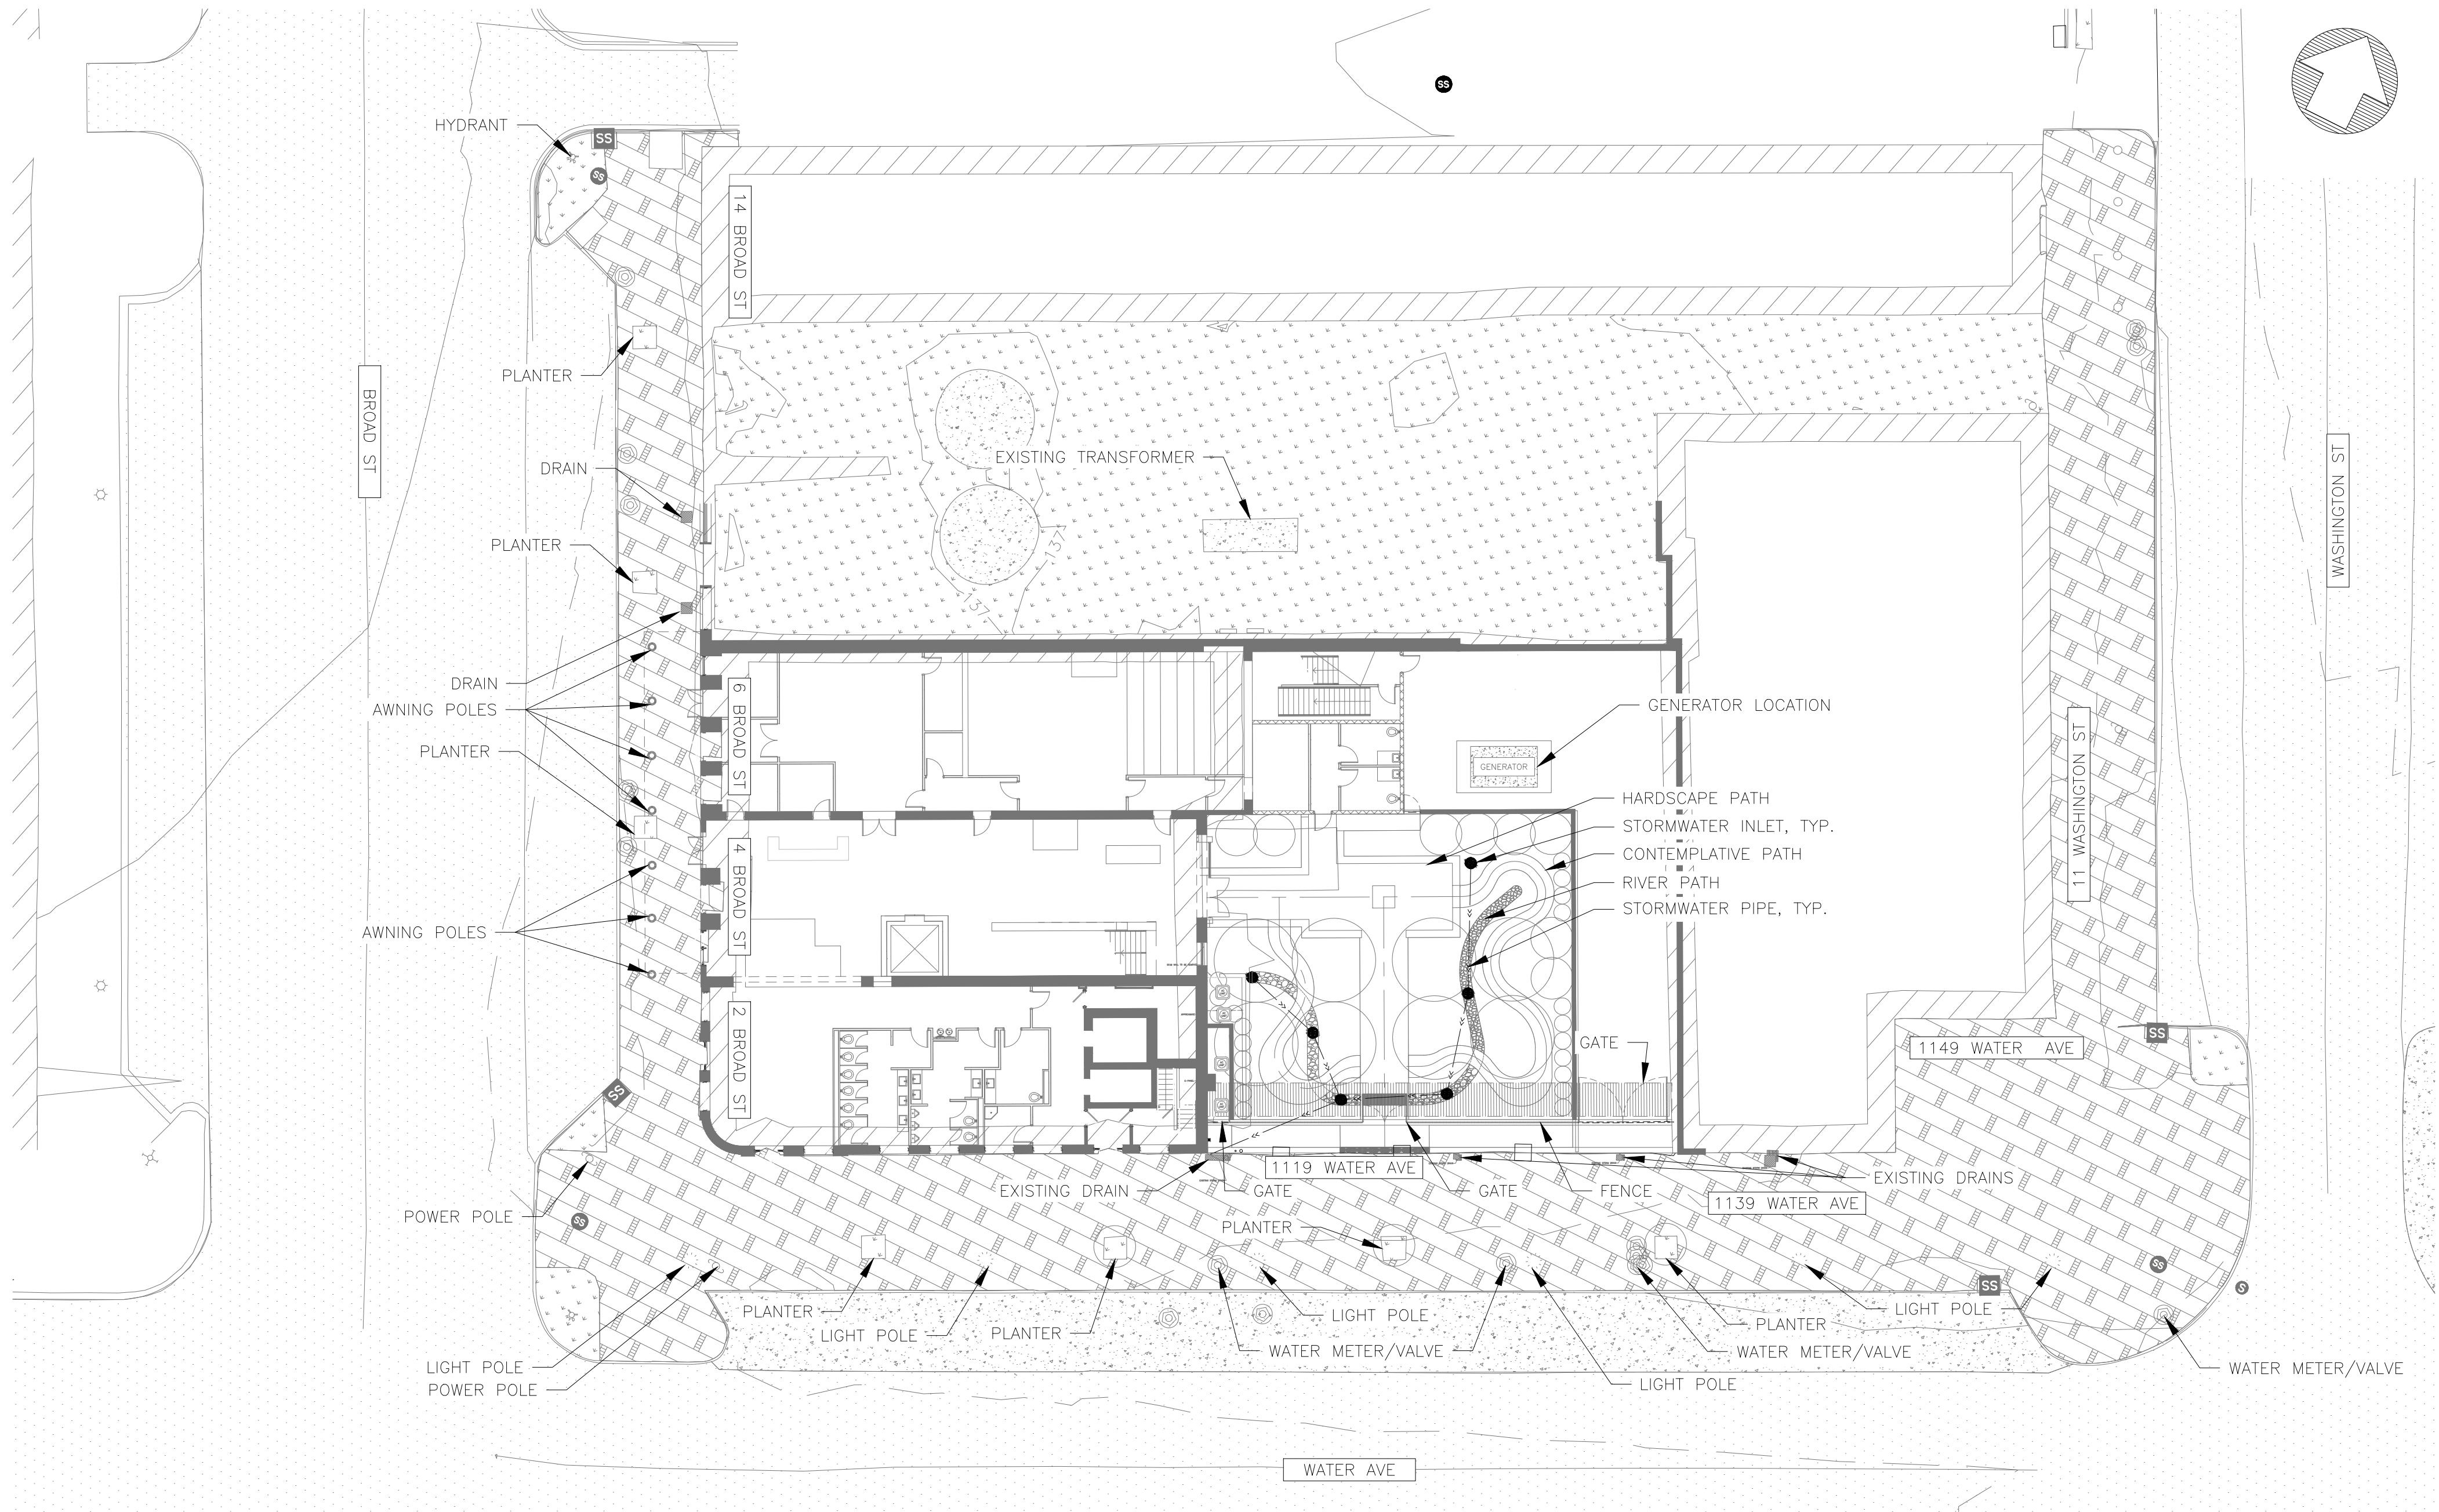 SS
HYDRANT
SS
SS
14 BROAD ST
PLANTER
BROAD ST
WASHINGTON ST
DRAIN
EXISTING TRANSFORMER
PLANTER
137
137
DRAIN
AWNING POLES
6 BROAD ST
GENERATOR LOCATION
PLANTER
GENERATOR
11 WASHINGTON ST
HARDSCAPE PATH
STORMWATER INLET, TYP.
CONTEMPLATIVE PATH
4 BROAD ST
RIVER PATH
STORMWATER PIPE, TYP.
AWNING POLES
2 BROAD ST
GATE
SS
1149 WATER AVE
SS
1119 WATER AVE
EXISTING DRAIN
GATE
GATE
FENCE
EXISTING DRAINS
1139 WATER AVE
POWER POLE
SS
PLANTER
SS
SS
S
PLANTER
LIGHT POLE
PLANTER
LIGHT POLE
LIGHT POLE
PLANTER
WATER METER/VALVE
WATER METER/VALVE
LIGHT POLE
POWER POLE
LIGHT POLE
WATER METER/VALVE
WATER AVE